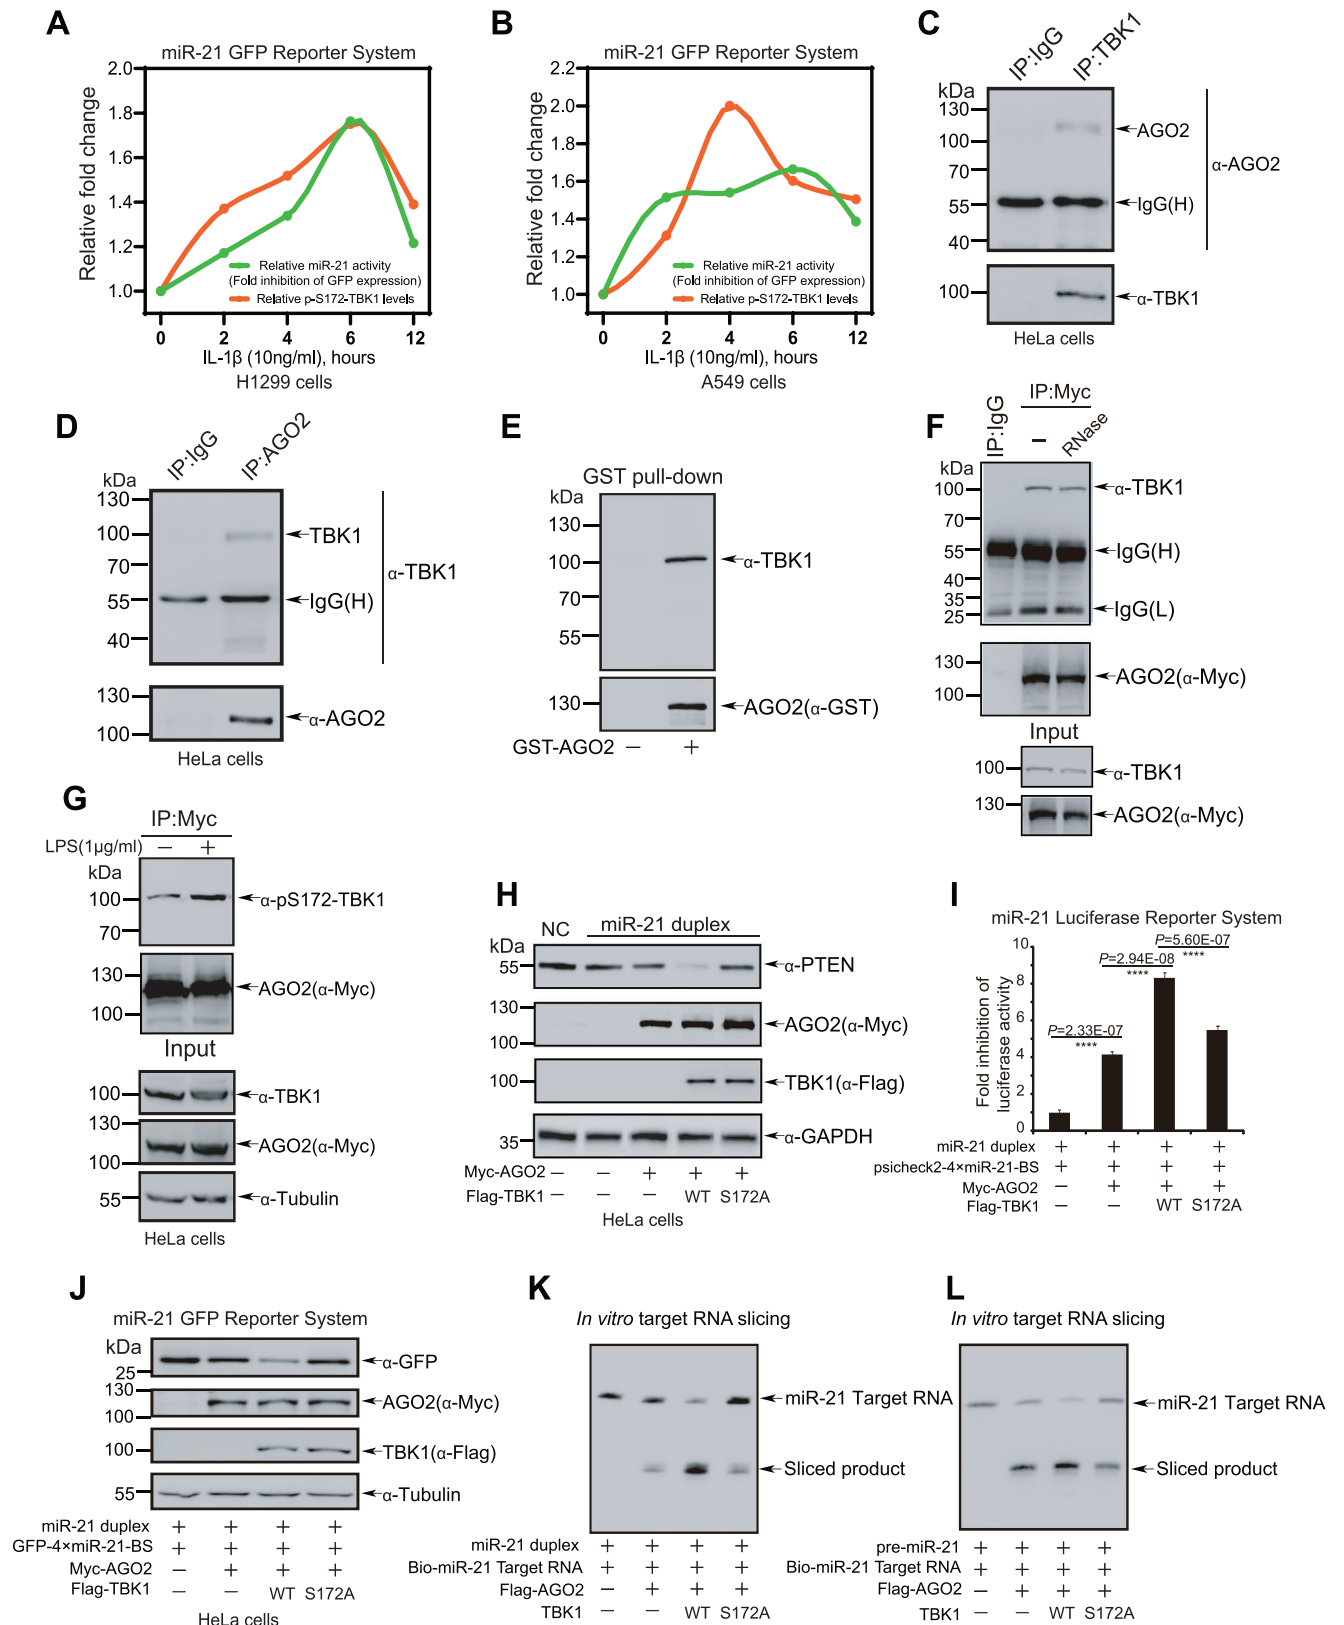 A
miR-21 GFP Reporter System
Relative fold change
2.0
1.8
1.6
1.4
1.2
1.0
Relative miR-21 activity
(Fold inhibition of GFP expression)
Relative p-S172-TBK1 levels
0 2 4 6 12
IL-1β (10ng/ml), hours
H1299 cells
B
miR-21 GFP Reporter System
Relative fold change
2.2
2.0
1.8
1.6
1.4
1.2
1.0
Relative miR-21 activity
(Fold inhibition of GFP expression)
Relative p-S172-TBK1 levels
0 2 4 6 12
IL-1β (10ng/ml), hours
A549 cells
C
IP:IgG IP:TBK1
kDa
130
100
70
55
40
AGO2
IgG(H)
α-AGO2
100
α-TBK1
HeLa cells
D
IP:IgG IP:AGO2
kDa
130
100
70
55
40
TBK1
IgG(H)
α-TBK1
130
100
α-AGO2
HeLa cells
E
GST pull-down
kDa
130
100
70
55
α-TBK1
130
AGO2(α-GST)
GST-AGO2 − +
F
IP:IgG
IP:Myc
− RNase
kDa
100
70
55
40
35
25
α-TBK1
IgG(H)
IgG(L)
130
100
AGO2(α-Myc)
Input
100
α-TBK1
130
AGO2(α-Myc)
G
IP:Myc
LPS(1μg/ml) − +
kDa
100
70
α-pS172-TBK1
130
100
AGO2(α-Myc)
Input
100
α-TBK1
130
100
AGO2(α-Myc)
55
α-Tubulin
HeLa cells
H
NC miR-21 duplex
kDa
55
α-PTEN
130
100
AGO2(α-Myc)
100
TBK1(α-Flag)
35
α-GAPDH
Myc-AGO2 − − + + +
Flag-TBK1 − − − WT S172A
HeLa cells
I
miR-21 Luciferase Reporter System
Fold inhibition of
luciferase activity
10
8
6
4
2
0
P=2.33E-07
****
P=2.94E-08
****
P=5.60E-07
****
miR-21 duplex + + + +
psicheck2-4×miR-21-BS + + + +
Myc-AGO2 − + + +
Flag-TBK1 − − WT S172A
J
miR-21 GFP Reporter System
kDa
25
α-GFP
130
100
AGO2(α-Myc)
100
TBK1(α-Flag)
55
α-Tubulin
miR-21 duplex + + + +
GFP-4×miR-21-BS + + + +
Myc-AGO2 − + + +
Flag-TBK1 − − WT S172A
HeLa cells
K
In vitro target RNA slicing
miR-21 Target RNA
Sliced product
miR-21 duplex + + + +
Bio-miR-21 Target RNA + + + +
Flag-AGO2 − + + +
TBK1 − − WT S172A
L
In vitro target RNA slicing
miR-21 Target RNA
Sliced product
pre-miR-21 + + + +
Bio-miR-21 Target RNA + + + +
Flag-AGO2 − + + +
TBK1 − − WT S172A